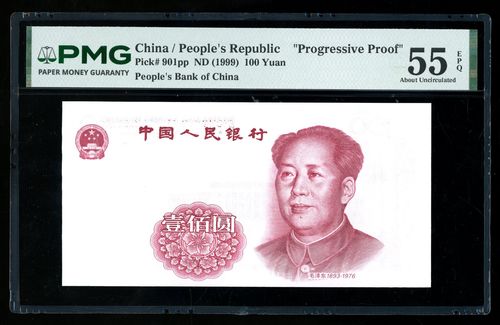 PMG
PAPER MONEY GUARANTY
China / People's Republic "Progressive Proof"
Pick# 901pp ND (1999) 100 Yuan
People's Bank of China
55 EPQ
About Uncirculated
中国人民银行
壹佰圆
毛泽东1893-1976